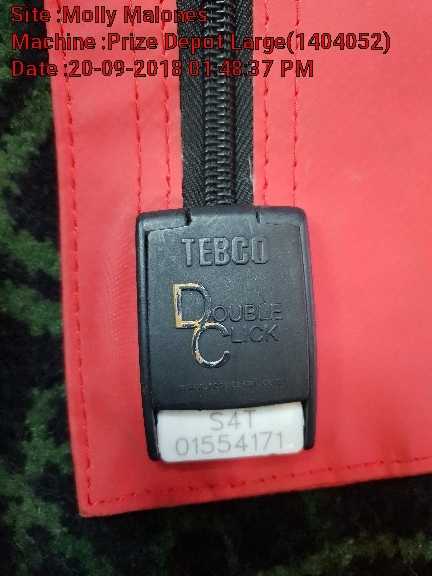 Site :Molly Malones
Machine :Prize Depot Large(1404052)
Date :20-09-2018 01:48:37 PM
TEBCO
DOUBLE
CLICK
S4T
01554171